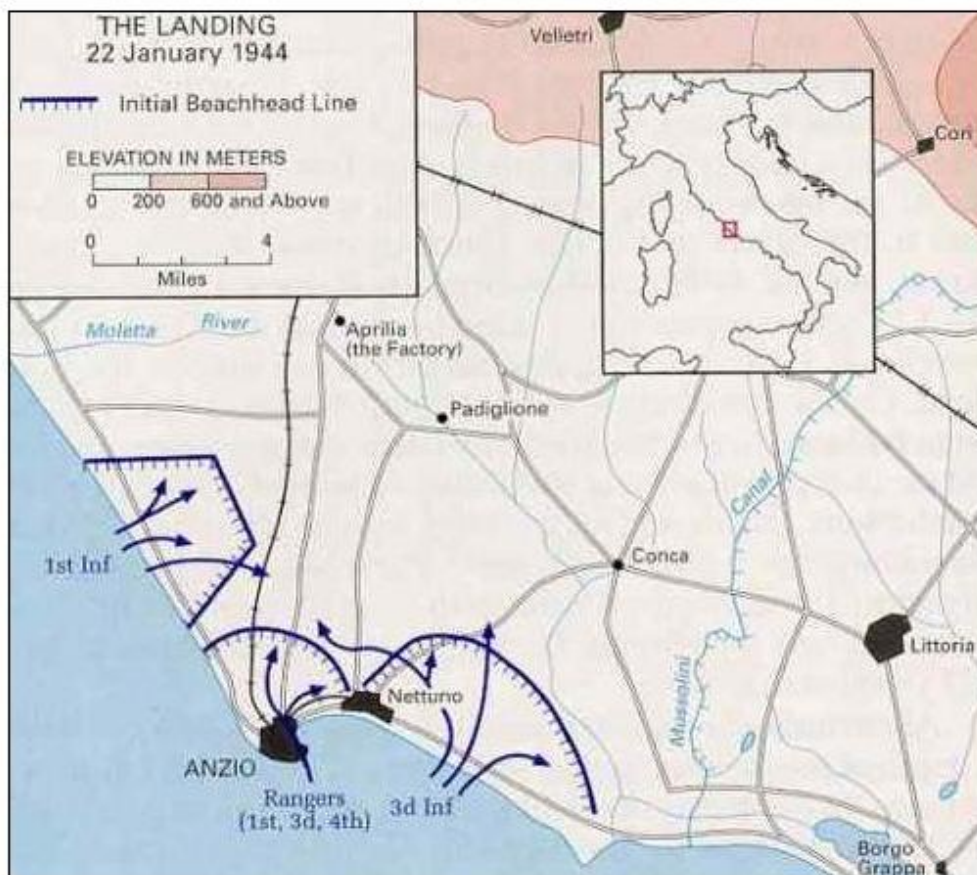 THE LANDING
22 January 1944
Initial Beachhead Line
ELEVATION IN METERS
0 200 600 and Above
0 4
Miles
Velletri
Cori
Moletta River
Aprilia
(the Factory)
Padiglione
Canal
1st Inf
Conca
Littoria
Nettuno
Mussolini
ANZIO
Rangers
(1st, 3d, 4th)
3d Inf
Borgo
Grappa